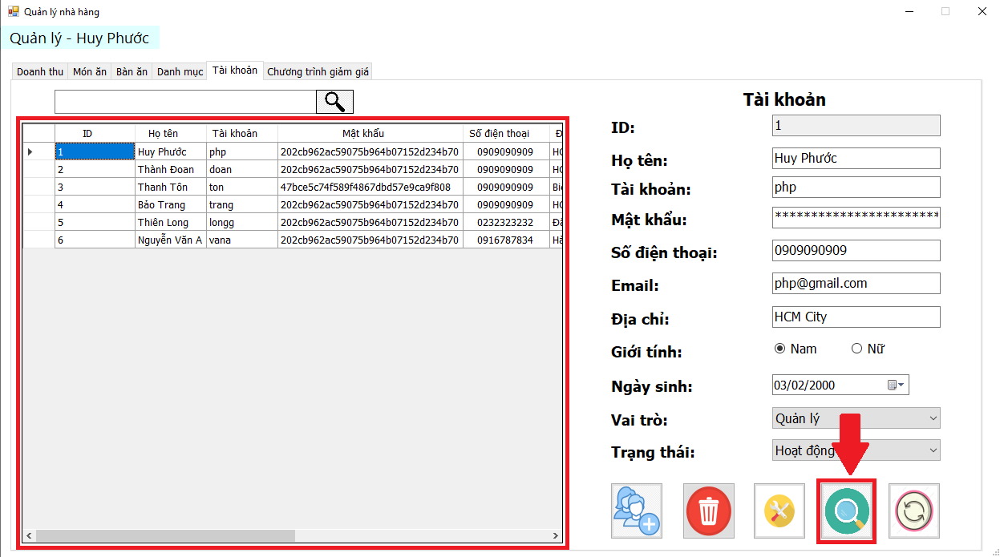 Quản lý nhà hàng
Quản lý - Huy Phước
Doanh thu Món ăn Bàn ăn Danh mục Tài khoản Chương trình giảm giá
ID Họ tên Tài khoản Mật khẩu Số điện thoại Đ
1 Huy Phước php 202cb962ac59075b964b07152d234b70 0909090909 HC
2 Thành Đoan doan 202cb962ac59075b964b07152d234b70 0909090909 HC
3 Thanh Tôn ton 47bce5c74f589f4867dbd57e9ca9f808 0909090909 Biê
4 Bảo Trang trang 202cb962ac59075b964b07152d234b70 0909090909 HC
5 Thiên Long longg 202cb962ac59075b964b07152d234b70 0232323232 Đà
6 Nguyễn Văn A vana 202cb962ac59075b964b07152d234b70 0916787834 Hà
Tài khoản
ID: 1
Họ tên: Huy Phước
Tài khoản: php
Mật khẩu: ***********************
Số điện thoại: 0909090909
Email: php@gmail.com
Địa chỉ: HCM City
Giới tính: Nam Nữ
Ngày sinh: 03/02/2000
Vai trò: Quản lý
Trạng thái: Hoạt động